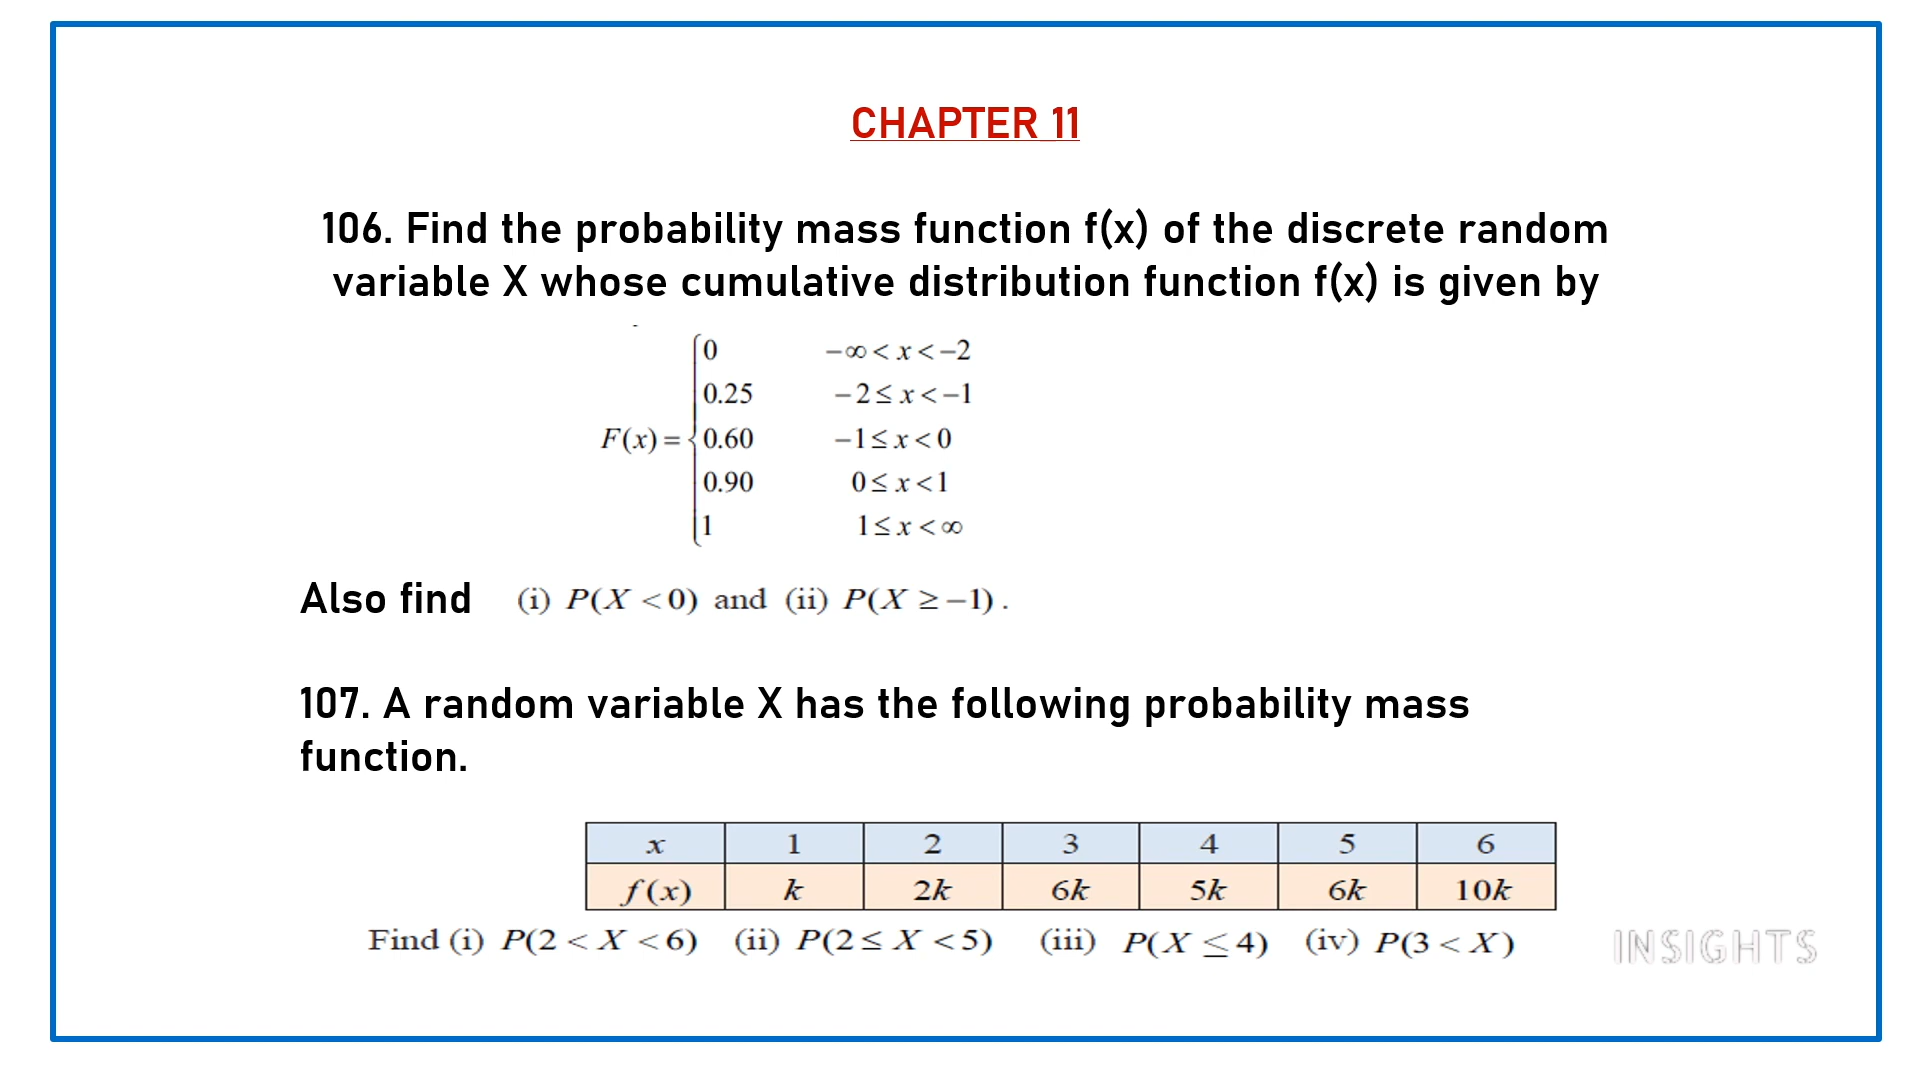 CHAPTER 11
106. Find the probability mass function f(x) of the discrete random
variable X whose cumulative distribution function f(x) is given by
0 −∞ < x < −2
0.25 −2 ≤ x < −1
F(x) = { 0.60 −1 ≤ x < 0
0.90 0 ≤ x < 1
1 1 ≤ x < ∞
Also find (i) P(X < 0) and (ii) P(X ≥ −1).
107. A random variable X has the following probability mass
function.
x 1 2 3 4 5 6
f(x) k 2k 6k 5k 6k 10k
Find (i) P(2 < X < 6) (ii) P(2 ≤ X < 5) (iii) P(X ≤ 4) (iv) P(3 < X)
INSIGHTS